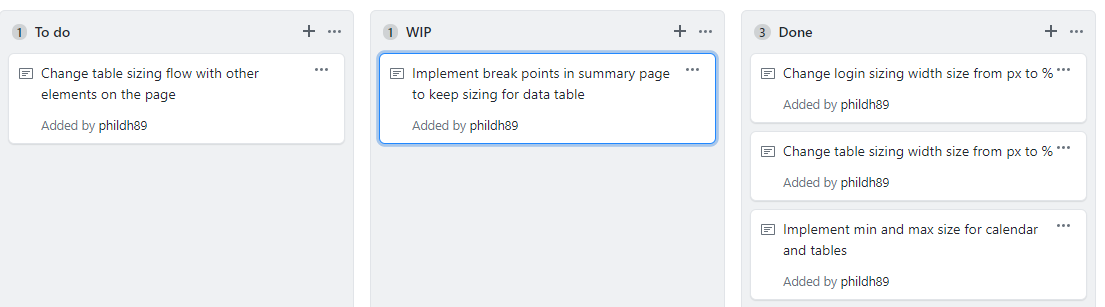 1 To do
Change table sizing flow with other
elements on the page
Added by phildh89
1 WIP
Implement break points in summary page
to keep sizing for data table
Added by phildh89
3 Done
Change login sizing width size from px to %
Added by phildh89
Change table sizing width size from px to %
Added by phildh89
Implement min and max size for calendar
and tables
Added by phildh89